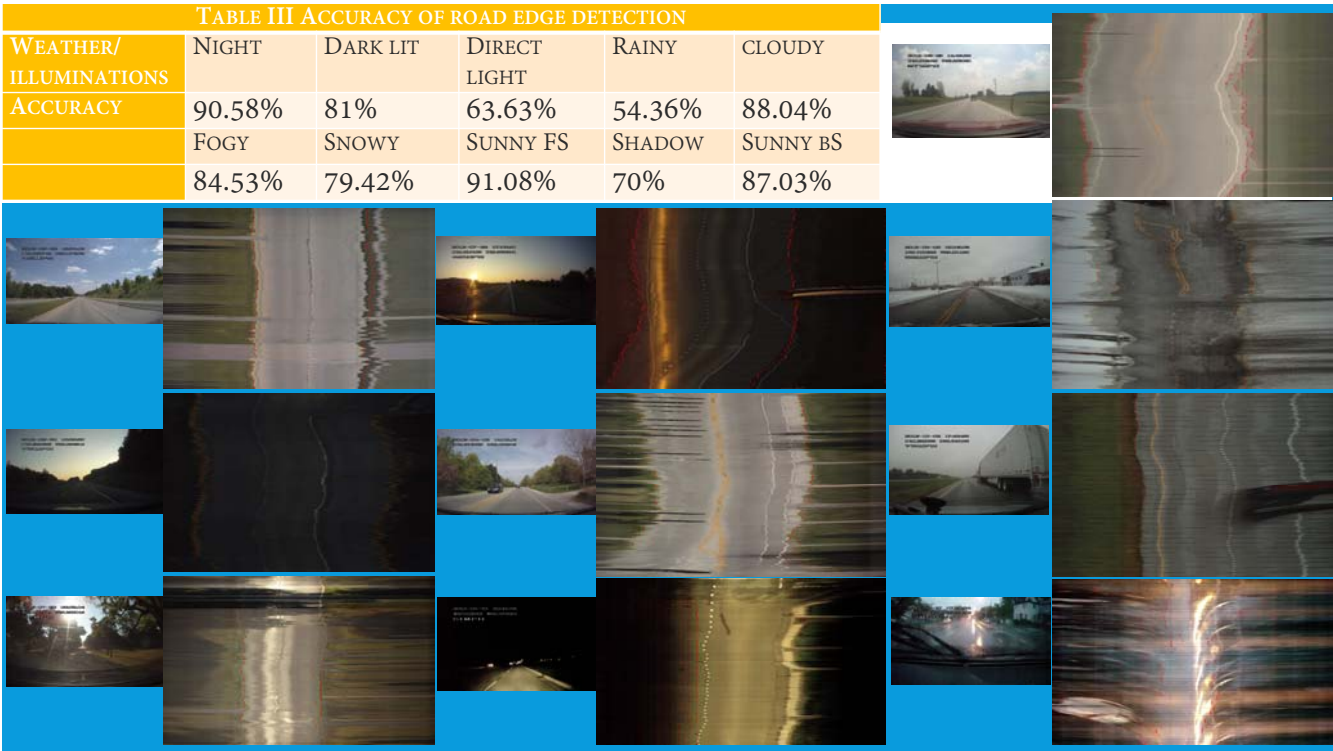 TABLE III ACCURACY OF ROAD EDGE DETECTION
WEATHER/ ILLUMINATIONS NIGHT DARK LIT DIRECT LIGHT RAINY CLOUDY
ACCURACY 90.58% 81% 63.63% 54.36% 88.04%
FOGY SNOWY SUNNY FS SHADOW SUNNY BS
84.53% 79.42% 91.08% 70% 87.03%